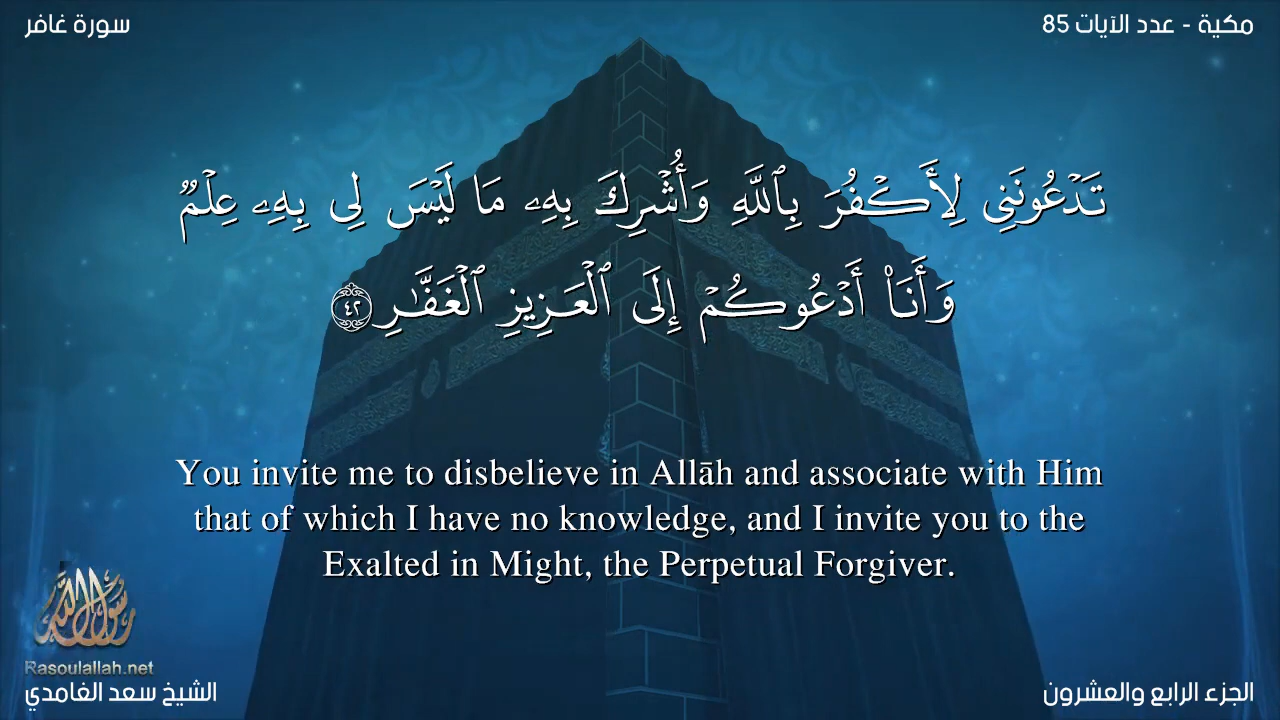 سورة غافر
مكية - عدد الآيات 85
تَدْعُونَنِى لِأَكْفُرَ بِٱللَّهِ وَأُشْرِكَ بِهِۦ مَا لَيْسَ لِى بِهِۦ عِلْمٌ
وَأَنَا۠ أَدْعُوكُمْ إِلَى ٱلْعَزِيزِ ٱلْغَفَّٰرِ ٤٢
You invite me to disbelieve in Allāh and associate with Him
that of which I have no knowledge, and I invite you to the
Exalted in Might, the Perpetual Forgiver.
رسول الله
Rasoulallah.net
الشيخ سعد الغامدي
الجزء الرابع والعشرون